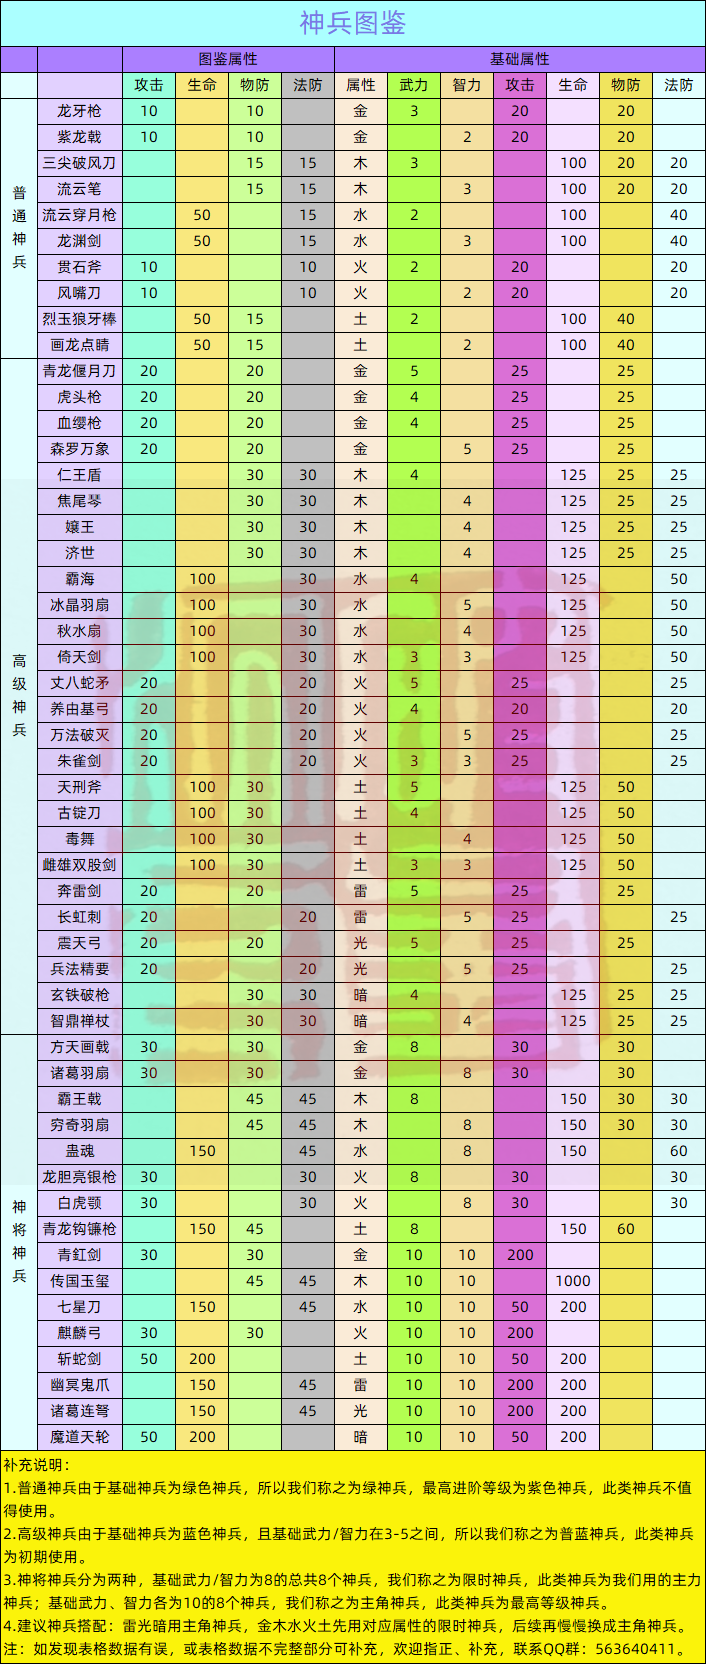 神兵图鉴
图鉴属性 基础属性
攻击 生命 物防 法防 属性 武力 智力 攻击 生命 物防 法防
普通神兵
龙牙枪 10 10 金 3 20 20
紫龙戟 10 10 金 2 20 20
三尖破风刀 15 15 木 3 100 20 20
流云笔 15 15 木 3 100 20 20
流云穿月枪 50 15 水 2 100 40
龙渊剑 50 15 水 3 100 40
贯石斧 10 10 火 2 20 20
风嘴刀 10 10 火 2 20 20
烈玉狼牙棒 50 15 土 2 100 40
画龙点睛 50 15 土 2 100 40
高级神兵
青龙偃月刀 20 20 金 5 25 25
虎头枪 20 20 金 4 25 25
血缨枪 20 20 金 4 25 25
森罗万象 20 20 金 5 25 25
仁王盾 30 30 木 4 125 25 25
焦尾琴 30 30 木 4 125 25 25
嬢王 30 30 木 4 125 25 25
济世 30 30 木 4 125 25 25
霸海 100 30 水 4 125 50
冰晶羽扇 100 30 水 5 125 50
秋水扇 100 30 水 4 125 50
倚天剑 100 30 水 3 3 125 50
丈八蛇矛 20 20 火 5 25 25
养由基弓 20 20 火 4 20 20
万法破灭 20 20 火 5 25 25
朱雀剑 20 20 火 3 3 25 25
天刑斧 100 30 土 5 125 50
古锭刀 100 30 土 4 125 50
毒舞 100 30 土 4 125 50
雌雄双股剑 100 30 土 3 3 125 50
奔雷剑 20 20 雷 5 25 25
长虹刺 20 20 雷 5 25 25
震天弓 20 20 光 5 25 25
兵法精要 20 20 光 5 25 25
玄铁破枪 30 30 暗 4 125 25 25
智鼎禅杖 30 30 暗 4 125 25 25
神将神兵
方天画戟 30 30 金 8 30 30
诸葛羽扇 30 30 金 8 30 30
霸王戟 45 45 木 8 150 30 30
穷奇羽扇 45 45 木 8 150 30 30
蛊魂 150 45 水 8 150 60
龙胆亮银枪 30 30 火 8 30 30
白虎颚 30 30 火 8 30 30
青龙钩镰枪 150 45 土 8 150 60
青釭剑 30 30 金 10 10 200
传国玉玺 45 45 木 10 10 1000
七星刀 150 45 水 10 10 50 200
麒麟弓 30 30 火 10 10 200
斩蛇剑 50 200 土 10 10 50 200
幽冥鬼爪 150 45 雷 10 10 200 200
诸葛连弩 150 45 光 10 10 200 200
魔道天轮 50 200 暗 10 10 50 200
补充说明：
1.普通神兵由于基础神兵为绿色神兵，所以我们称之为绿神兵，最高进阶等级为紫色神兵，此类神兵不值
得使用。
2.高级神兵由于基础神兵为蓝色神兵，且基础武力/智力在3-5之间，所以我们称之为普蓝神兵，此类神兵
为初期使用。
3.神将神兵分为两种，基础武力/智力为8的总共8个神兵，我们称之为限时神兵，此类神兵为我们用的主力
神兵；基础武力、智力各为10的8个神兵，我们称之为主角神兵，此类神兵为最高等级神兵。
4.建议神兵搭配：雷光暗用主角神兵，金木水火土先用对应属性的限时神兵，后续再慢慢换成主角神兵。
注：如发现表格数据有误，或表格数据不完整部分可补充，欢迎指正、补充，联系QQ群：563640411。